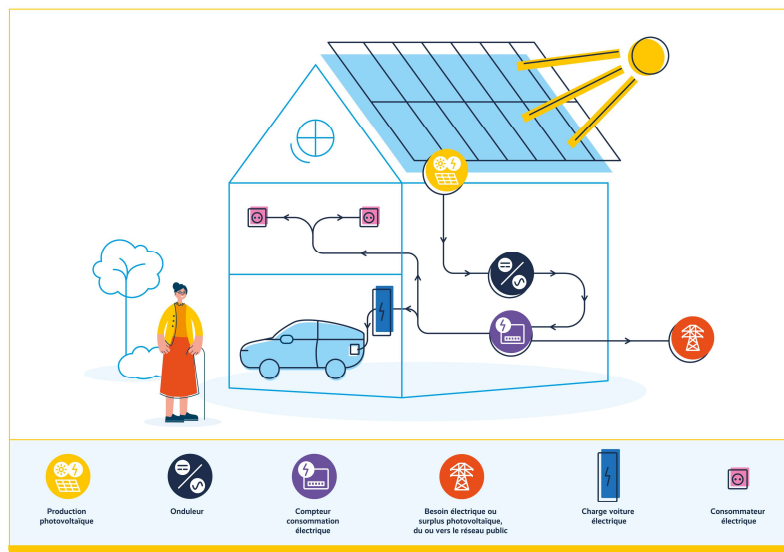 Production
photovoltaïque
Onduleur
Compteur
consommation
électrique
Besoin électrique ou
surplus photovoltaïque,
du ou vers le réseau public
Charge voiture
électrique
Consommateur
électrique